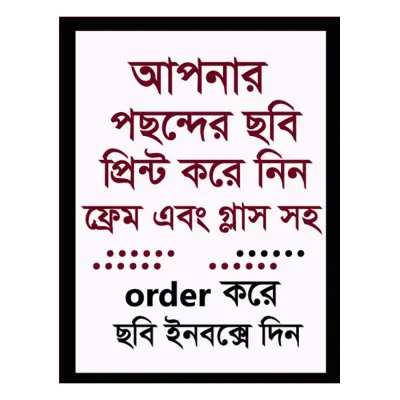 আপনার
পছন্দের ছবি
প্রিন্ট করে নিন
ফ্রেম এবং গ্লাস সহ
order করে
ছবি ইনবক্সে দিন